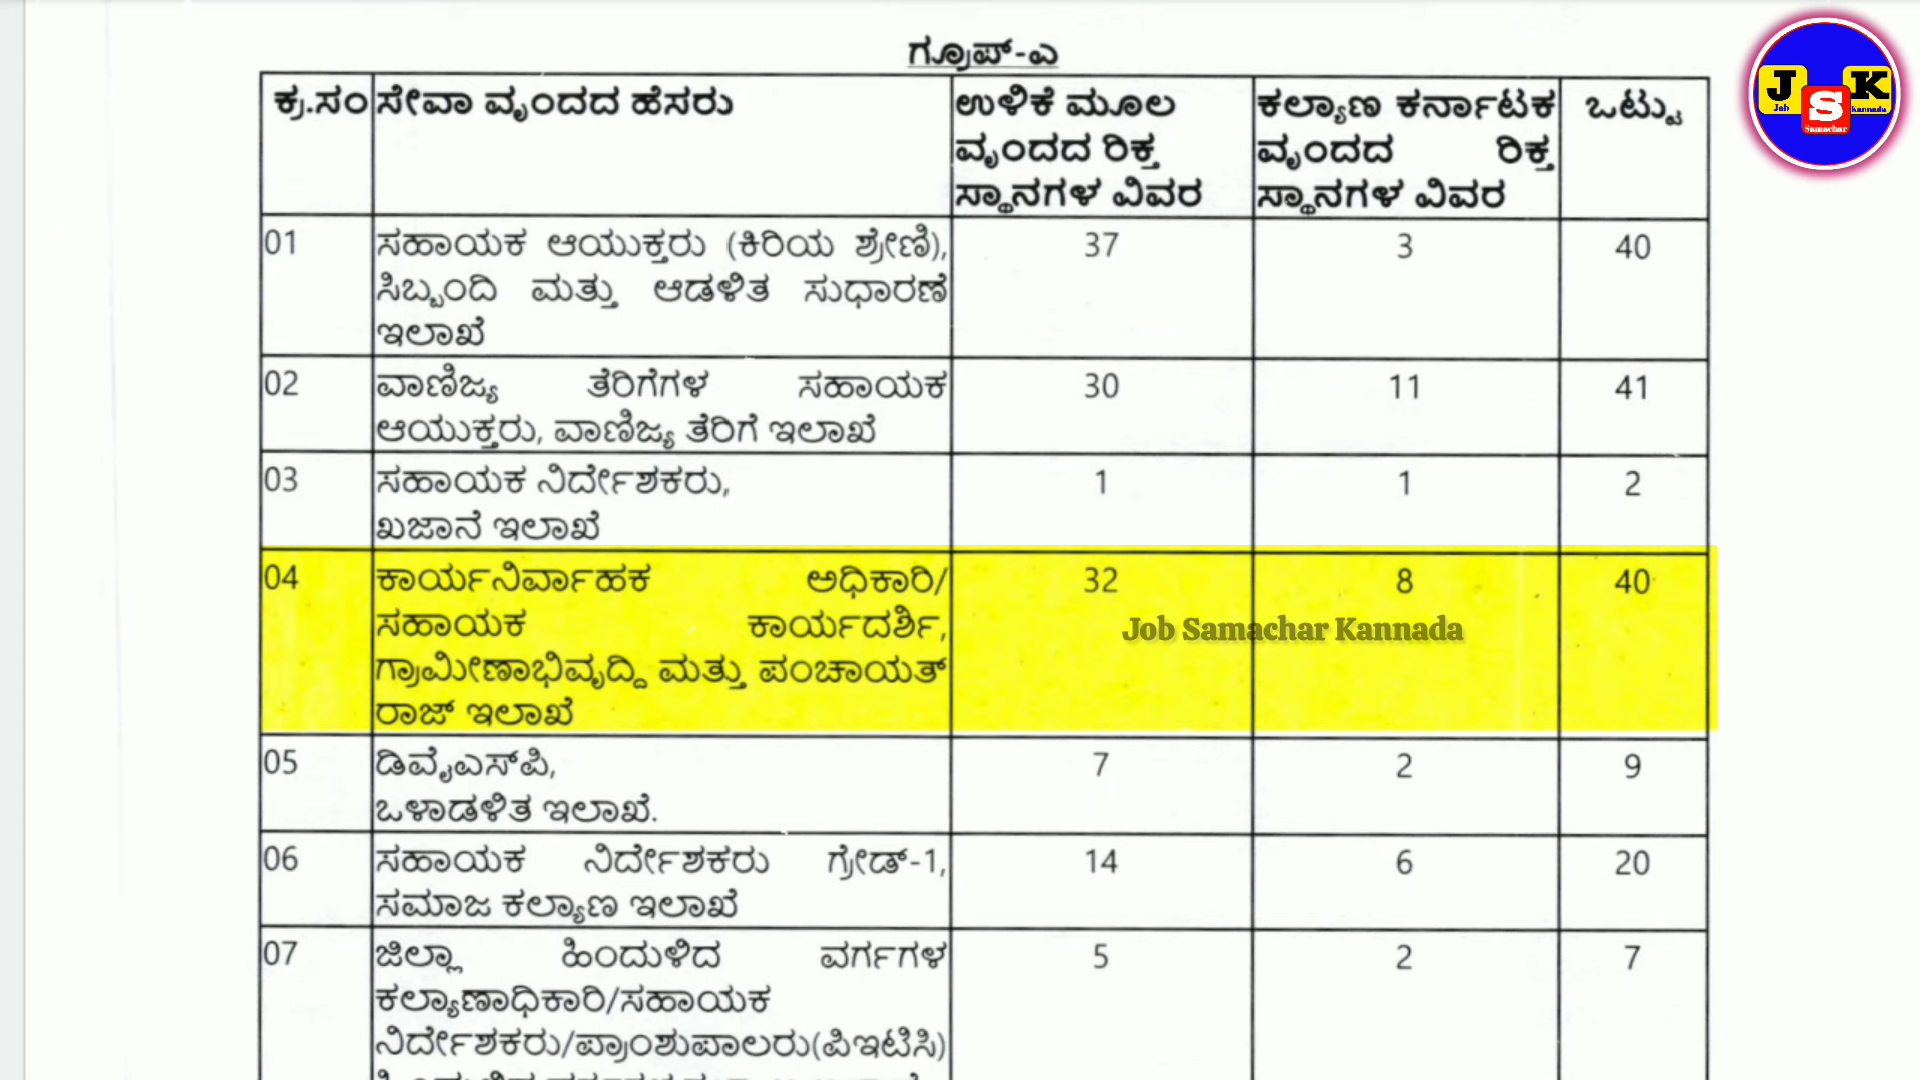 ಗ್ರೂಪ್-ಎ
J
Job
S
Samachar
K
Kannada
ಕ್ರ.ಸಂ ಸೇವಾ ವೃಂದದ ಹೆಸರು ಉಳಿಕೆ ಮೂಲ ವೃಂದದ ರಿಕ್ತ ಸ್ಥಾನಗಳ ವಿವರ ಕಲ್ಯಾಣ ಕರ್ನಾಟಕ ವೃಂದದ ರಿಕ್ತ ಸ್ಥಾನಗಳ ವಿವರ ಒಟ್ಟು
01 ಸಹಾಯಕ ಆಯುಕ್ತರು (ಕಿರಿಯ ಶ್ರೇಣಿ), 37 3 40
ಸಿಬ್ಬಂದಿ ಮತ್ತು ಆಡಳಿತ ಸುಧಾರಣೆ
ಇಲಾಖೆ
02 ವಾಣಿಜ್ಯ ತೆರಿಗೆಗಳ ಸಹಾಯಕ 30 11 41
ಆಯುಕ್ತರು, ವಾಣಿಜ್ಯ ತೆರಿಗೆ ಇಲಾಖೆ
03 ಸಹಾಯಕ ನಿರ್ದೇಶಕರು, 1 1 2
ಖಜಾನೆ ಇಲಾಖೆ
04 ಕಾರ್ಯನಿರ್ವಾಹಕ ಅಧಿಕಾರಿ/ 32 8 40
ಸಹಾಯಕ ಕಾರ್ಯದರ್ಶಿ,
Job Samachar Kannada
ಗ್ರಾಮೀಣಾಭಿವೃದ್ದಿ ಮತ್ತು ಪಂಚಾಯತ್
ರಾಜ್ ಇಲಾಖೆ
05 ಡಿವೈಎಸ್‌ಪಿ, 7 2 9
ಒಳಾಡಳಿತ ಇಲಾಖೆ.
06 ಸಹಾಯಕ ನಿರ್ದೇಶಕರು ಗ್ರೇಡ್-1, 14 6 20
ಸಮಾಜ ಕಲ್ಯಾಣ ಇಲಾಖೆ
07 ಜಿಲ್ಲಾ ಹಿಂದುಳಿದ ವರ್ಗಗಳ 5 2 7
ಕಲ್ಯಾಣಾಧಿಕಾರಿ/ಸಹಾಯಕ
ನಿರ್ದೇಶಕರು/ಪ್ರಾಂಶುಪಾಲರು(ಪಿಇಟಿಸಿ)